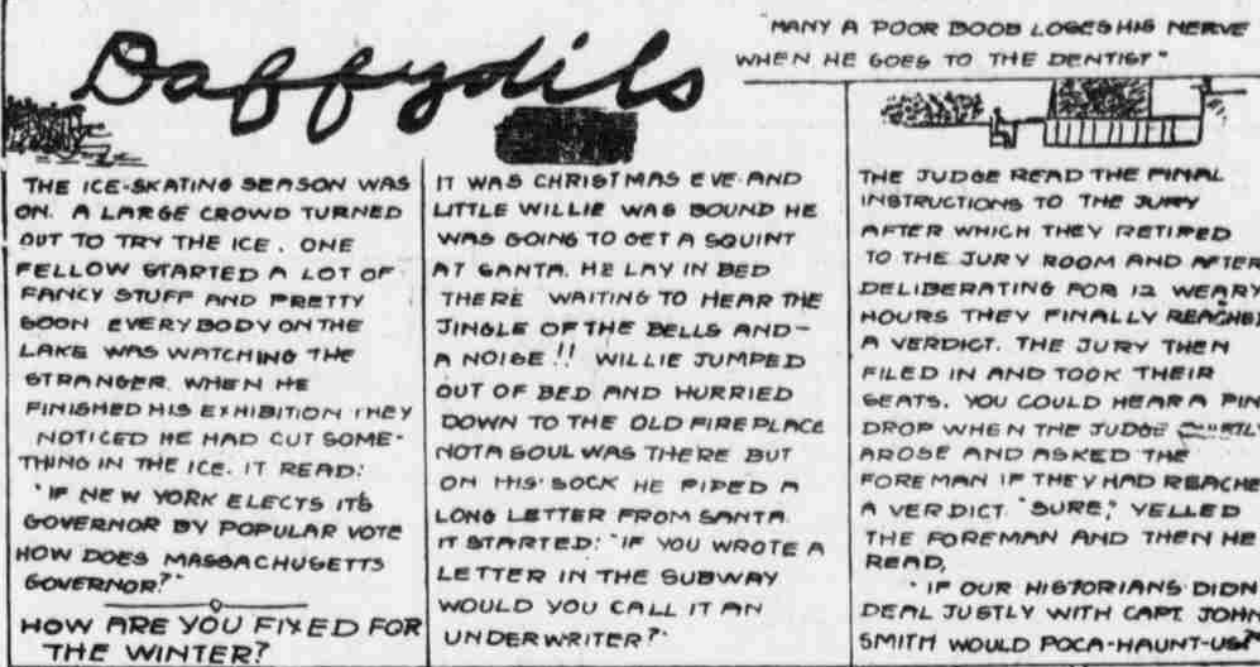 Daffydils
"MANY A POOR BOOB LOSES HIS NERVE
WHEN HE GOES TO THE DENTIST"
THE ICE-SKATING SEASON WAS
ON. A LARGE CROWD TURNED
OUT TO TRY THE ICE. ONE
FELLOW STARTED A LOT OF
FANCY STUFF AND PRETTY
SOON EVERYBODY ON THE
LAKE WAS WATCHING THE
STRANGER. WHEN HE
FINISHED HIS EXHIBITION THEY
NOTICED HE HAD CUT SOME-
THING IN THE ICE. IT READ:
"IF NEW YORK ELECTS ITS
GOVERNOR BY POPULAR VOTE
HOW DOES MASSACHUSETTS
GOVERNOR?"
HOW ARE YOU FIXED FOR
THE WINTER?
IT WAS CHRISTMAS EVE AND
LITTLE WILLIE WAS BOUND HE
WAS GOING TO GET A SQUINT
AT SANTA. HE LAY IN BED
THERE WAITING TO HEAR THE
JINGLE OF THE BELLS AND-
A NOISE!! WILLIE JUMPED
OUT OF BED AND HURRIED
DOWN TO THE OLD FIREPLACE
NOT A SOUL WAS THERE BUT
ON HIS SOCK HE PIPED A
LONG LETTER FROM SANTA.
IT STARTED: "IF YOU WROTE A
LETTER IN THE SUBWAY
WOULD YOU CALL IT AN
UNDERWRITER?"
THE JUDGE READ THE FINAL
INSTRUCTIONS TO THE JURY
AFTER WHICH THEY RETIRED
TO THE JURY ROOM AND AFTER
DELIBERATING FOR 12 WEARY
HOURS THEY FINALLY REACHED
A VERDICT. THE JURY THEN
FILED IN AND TOOK THEIR
SEATS. YOU COULD HEAR A PIN
DROP WHEN THE JUDGE
AROSE AND ASKED THE
FOREMAN IF THEY HAD REACHE
A VERDICT. "SURE," YELLED
THE FOREMAN AND THEN HE
READ,
"IF OUR HISTORIANS DIDN
DEAL JUSTLY WITH CAPT. JOHN
SMITH WOULD POCA-HAUNT-US?"